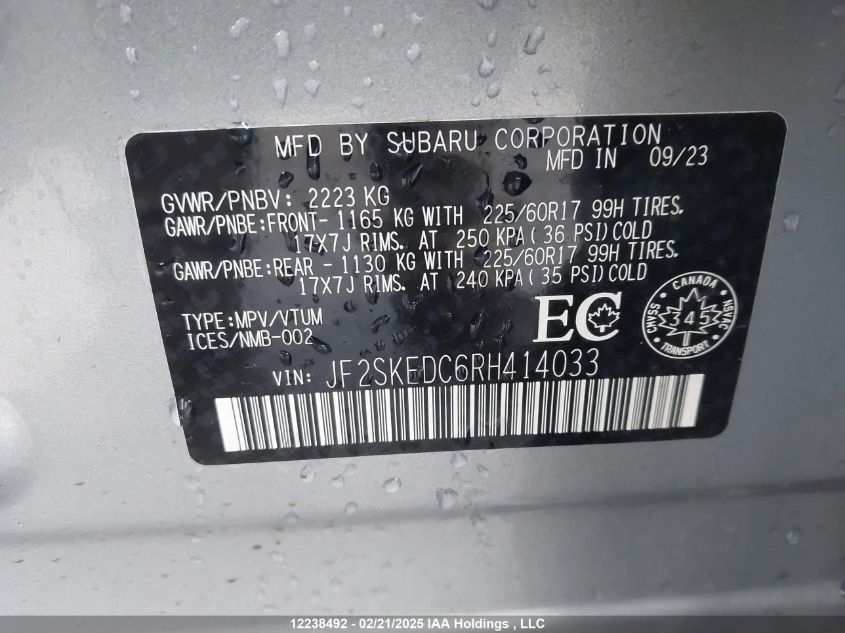 MFD BY SUBARU CORPORATION
MFD IN 09/23
GVWR/PNBV: 2223 KG
GAWR/PNBE:FRONT- 1165 KG WITH 225/60R17 99H TIRES.
17X7J RIMS. AT 250 KPA( 36 PSI)COLD
GAWR/PNBE:REAR - 1130 KG WITH 225/60R17 99H TIRES.
17X7J RIMS. AT 240 KPA( 35 PSI)COLD
TYPE:MPV/VTUM
ICES/NMB-002
EC
CANADA
CMVSS
NSVAC
345
TRANSPORT
VIN: JF2SKEDC6RH414033
12238492 - 02/21/2025 IAA Holdings , LLC